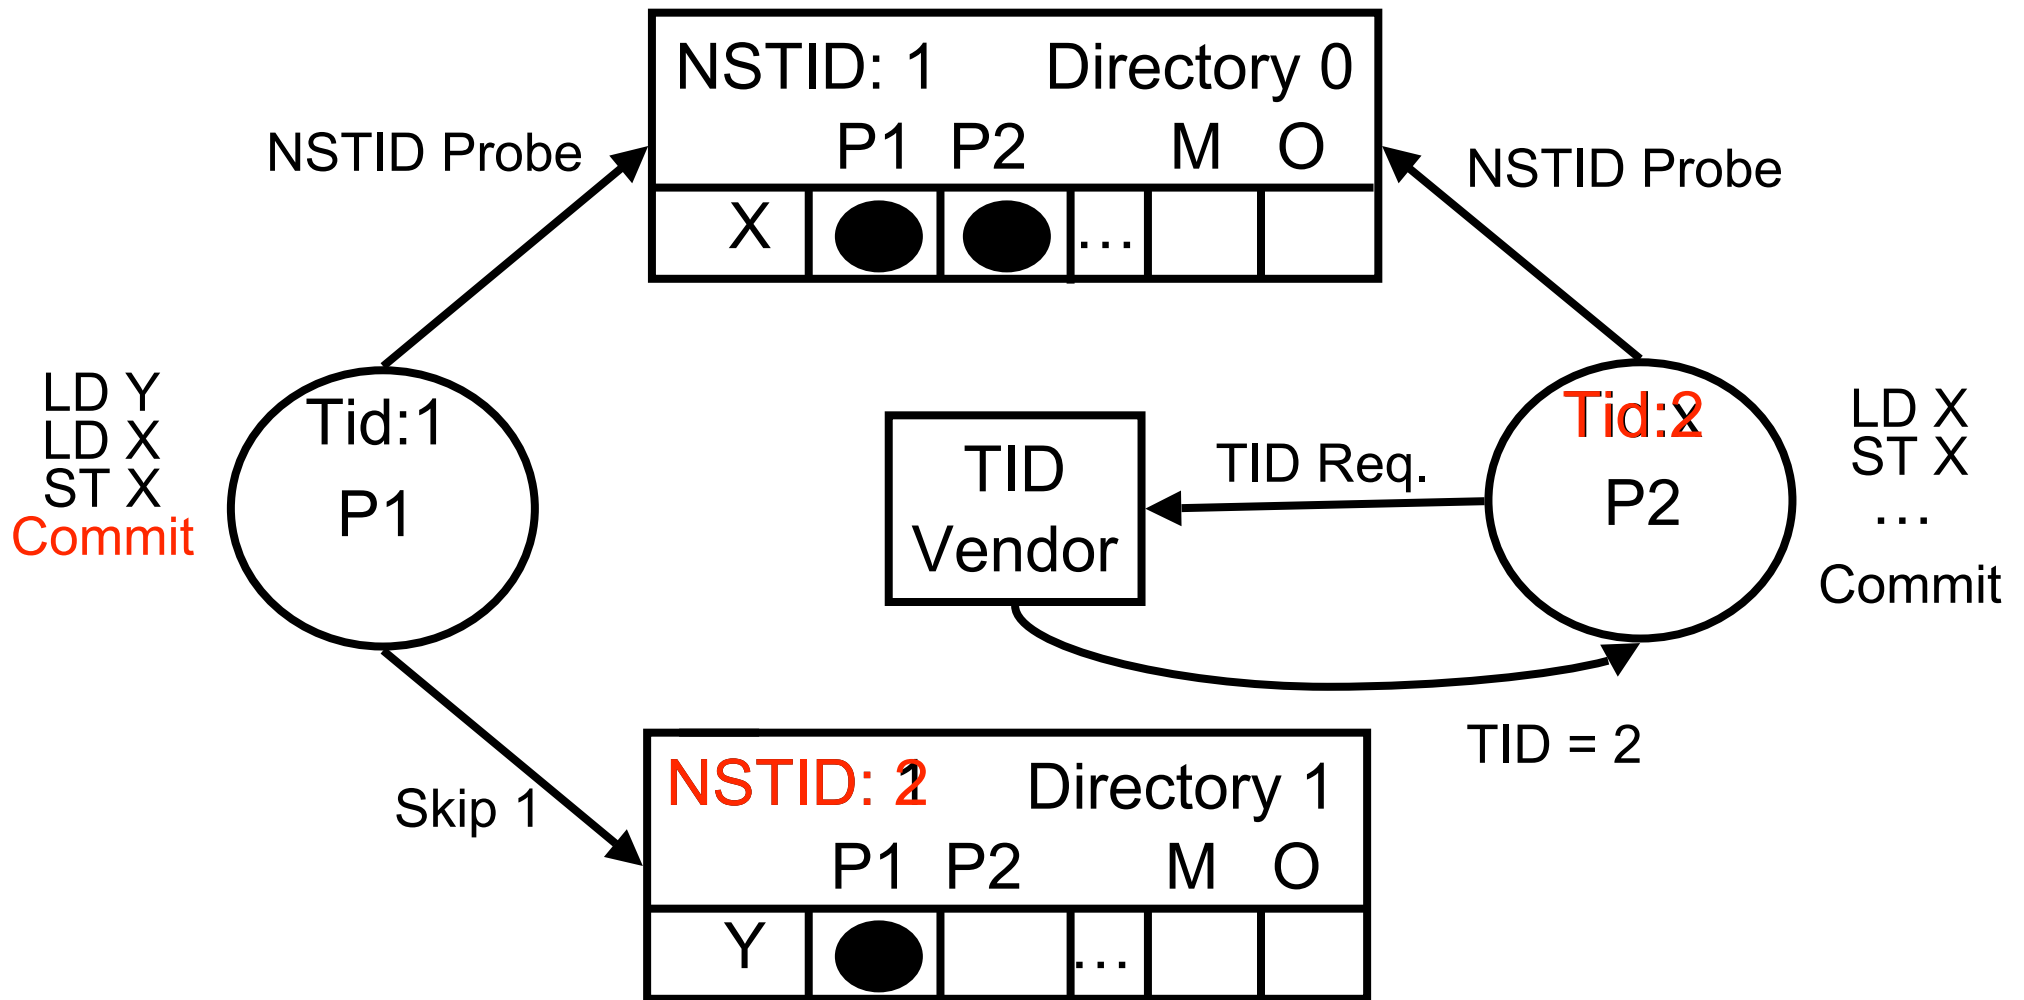 NSTID: 1 Directory 0
P1 P2 M O
X ...
NSTID Probe
NSTID Probe
LD Y
LD X
ST X
Commit
Tid:1
P1
TID
Vendor
TID Req.
Tid:2
P2
LD X
ST X
...
Commit
TID = 2
Skip 1
NSTID: 2 Directory 1
P1 P2 M O
Y ...